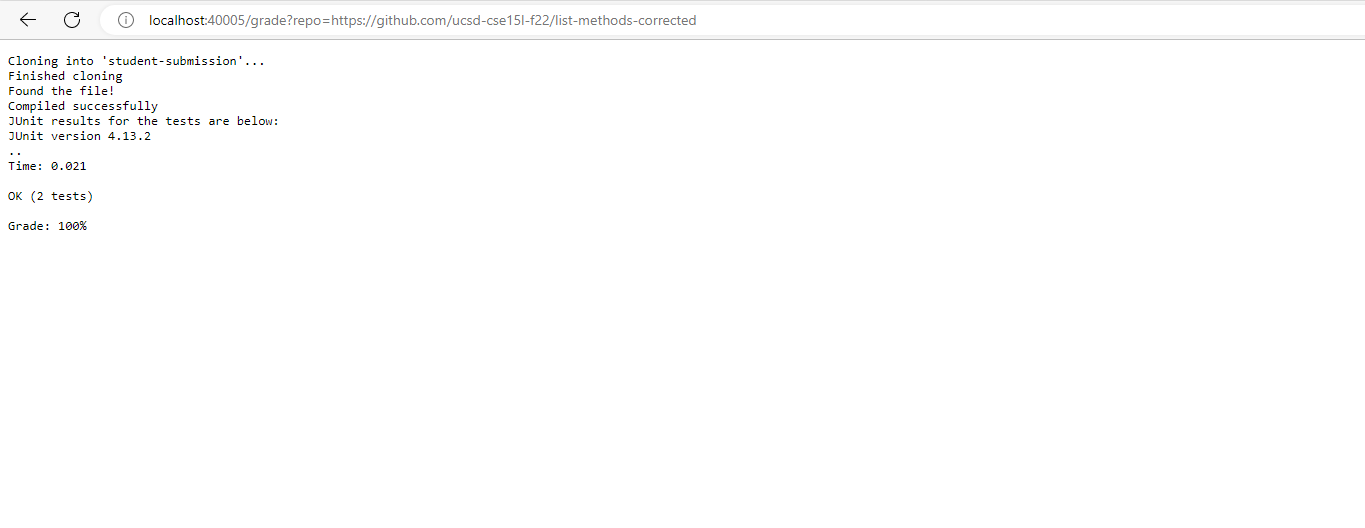 localhost:40005/grade?repo=https://github.com/ucsd-cse15l-f22/list-methods-corrected
Cloning into 'student-submission'...
Finished cloning
Found the file!
Compiled successfully
JUnit results for the tests are below:
JUnit version 4.13.2
..
Time: 0.021
OK (2 tests)
Grade: 100%